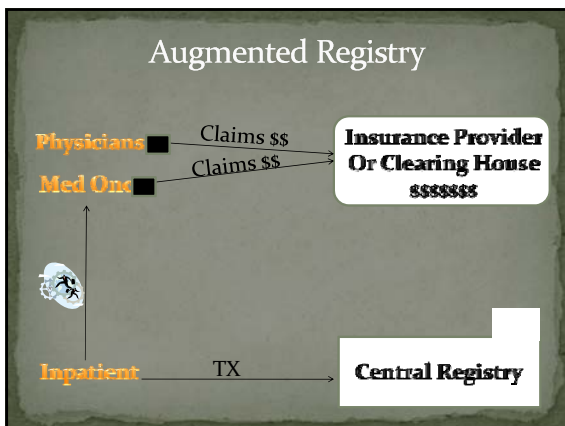 Augmented Registry
Physicians
Claims $$
Insurance Provider
Or Clearing House
$$$$$$$
Med Onc
Claims $$
Inpatient
TX
Central Registry